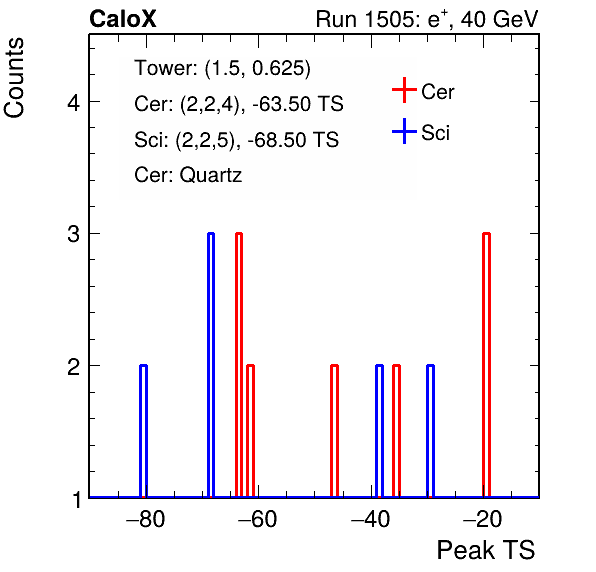 CaloX Run 1505: e⁺, 40 GeV
Counts
Tower: (1.5, 0.625)
Cer: (2,2,4), -63.50 TS
Sci: (2,2,5), -68.50 TS
Cer: Quartz
Cer
Sci
4
3
2
1
−80 −60 −40 −20
Peak TS